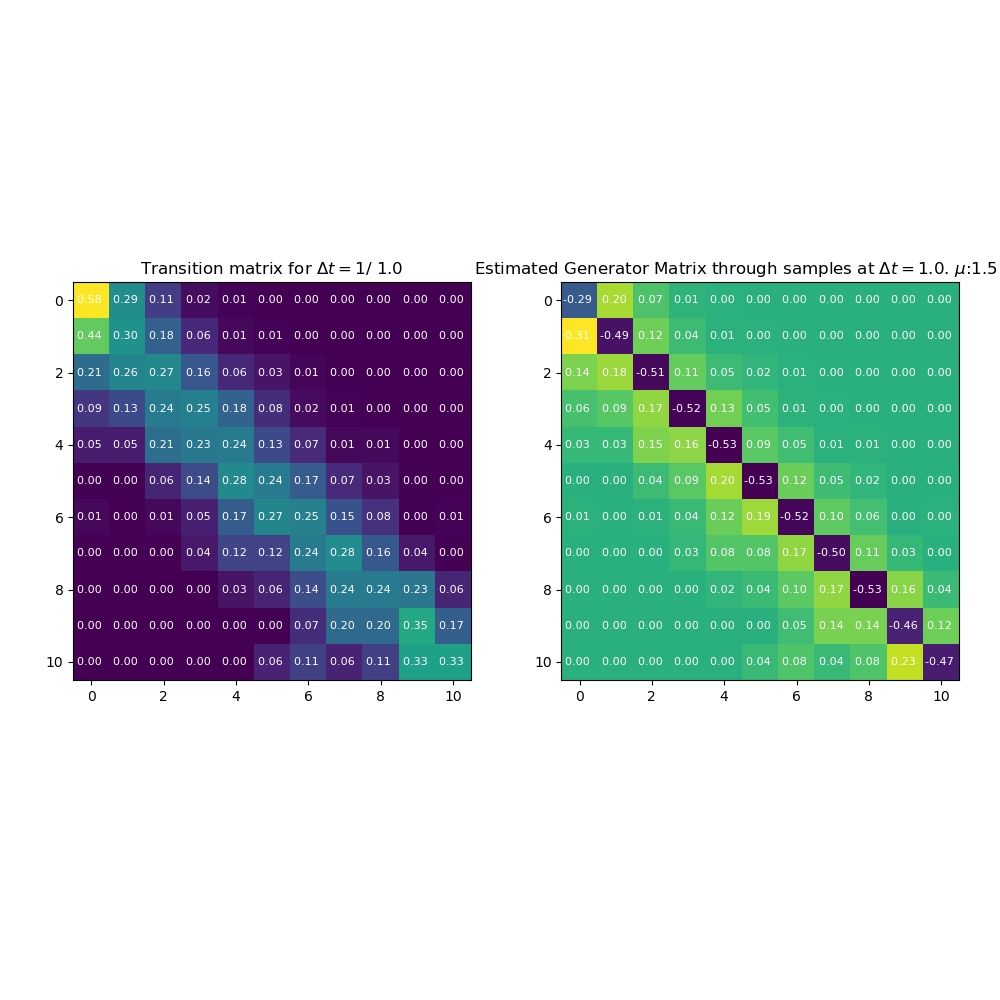 Transition matrix for Δt = 1/ 1.0
0 0.58 0.29 0.11 0.02 0.01 0.00 0.00 0.00 0.00 0.00 0.00
0.44 0.30 0.18 0.06 0.01 0.01 0.00 0.00 0.00 0.00 0.00
2 0.21 0.26 0.27 0.16 0.06 0.03 0.01 0.00 0.00 0.00 0.00
0.09 0.13 0.24 0.25 0.18 0.08 0.02 0.01 0.00 0.00 0.00
4 0.05 0.05 0.21 0.23 0.24 0.13 0.07 0.01 0.01 0.00 0.00
0.00 0.00 0.06 0.14 0.28 0.24 0.17 0.07 0.03 0.00 0.00
6 0.01 0.00 0.01 0.05 0.17 0.27 0.25 0.15 0.08 0.00 0.01
0.00 0.00 0.00 0.04 0.12 0.12 0.24 0.28 0.16 0.04 0.00
8 0.00 0.00 0.00 0.00 0.03 0.06 0.14 0.24 0.24 0.23 0.06
0.00 0.00 0.00 0.00 0.00 0.00 0.07 0.20 0.20 0.35 0.17
10 0.00 0.00 0.00 0.00 0.00 0.06 0.11 0.06 0.11 0.33 0.33
0 2 4 6 8 10
Estimated Generator Matrix through samples at Δt = 1.0. μ:1.5
0 -0.29 0.20 0.07 0.01 0.00 0.00 0.00 0.00 0.00 0.00 0.00
0.31 -0.49 0.12 0.04 0.01 0.00 0.00 0.00 0.00 0.00 0.00
2 0.14 0.18 -0.51 0.11 0.05 0.02 0.01 0.00 0.00 0.00 0.00
0.06 0.09 0.17 -0.52 0.13 0.05 0.01 0.00 0.00 0.00 0.00
4 0.03 0.03 0.15 0.16 -0.53 0.09 0.05 0.01 0.01 0.00 0.00
0.00 0.00 0.04 0.09 0.20 -0.53 0.12 0.05 0.02 0.00 0.00
6 0.01 0.00 0.01 0.04 0.12 0.19 -0.52 0.10 0.06 0.00 0.00
0.00 0.00 0.00 0.03 0.08 0.08 0.17 -0.50 0.11 0.03 0.00
8 0.00 0.00 0.00 0.00 0.02 0.04 0.10 0.17 -0.53 0.16 0.04
0.00 0.00 0.00 0.00 0.00 0.00 0.05 0.14 0.14 -0.46 0.12
10 0.00 0.00 0.00 0.00 0.00 0.04 0.08 0.04 0.08 0.23 -0.47
0 2 4 6 8 10